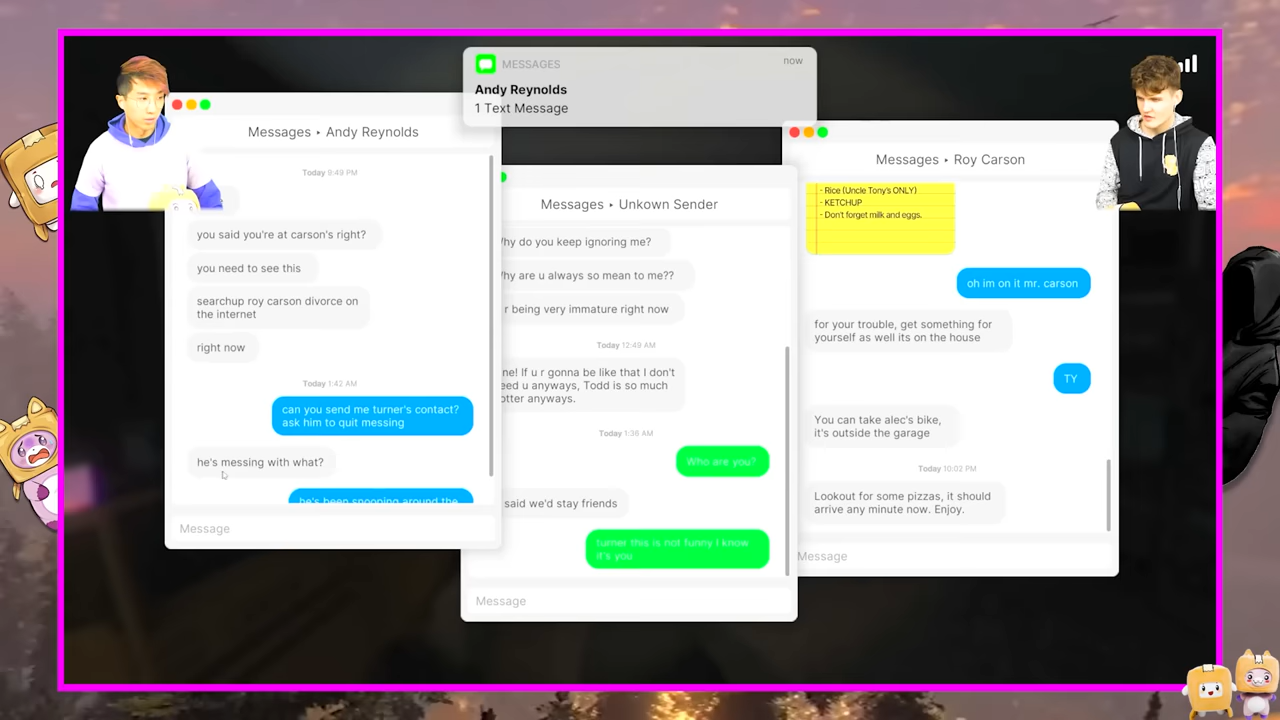 MESSAGES
now
Andy Reynolds
1 Text Message
Messages ▸ Andy Reynolds
Today 9:49 PM
you said you're at carson's right?
you need to see this
searchup roy carson divorce on
the internet
right now
Today 1:42 AM
can you send me turner's contact?
ask him to quit messing
he's messing with what?
he's been snooping around the
Message
Messages ▸ Unkown Sender
hy do you keep ignoring me?
hy are u always so mean to me??
r being very immature right now
Today 12:49 AM
ne! If u r gonna be like that I don't
eed u anyways, Todd is so much
otter anyways.
Today 1:36 AM
Who are you?
said we'd stay friends
turner this is not funny I know
it's you
Message
Messages ▸ Roy Carson
- Rice (Uncle Tony's ONLY)
- KETCHUP
- Don't forget milk and eggs.
oh im on it mr. carson
for your trouble, get something for
yourself as well its on the house
TY
You can take alec's bike,
it's outside the garage
Today 10:02 PM
Lookout for some pizzas, it should
arrive any minute now. Enjoy.
Message